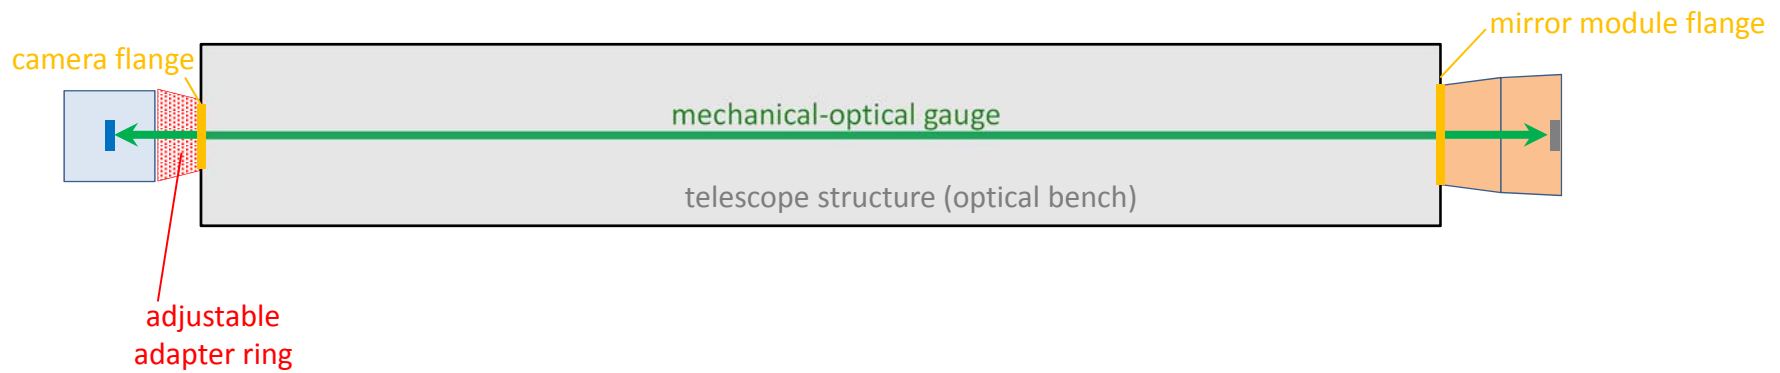 mirror module flange
camera flange
mechanical-optical gauge
telescope structure (optical bench)
adjustable
adapter ring